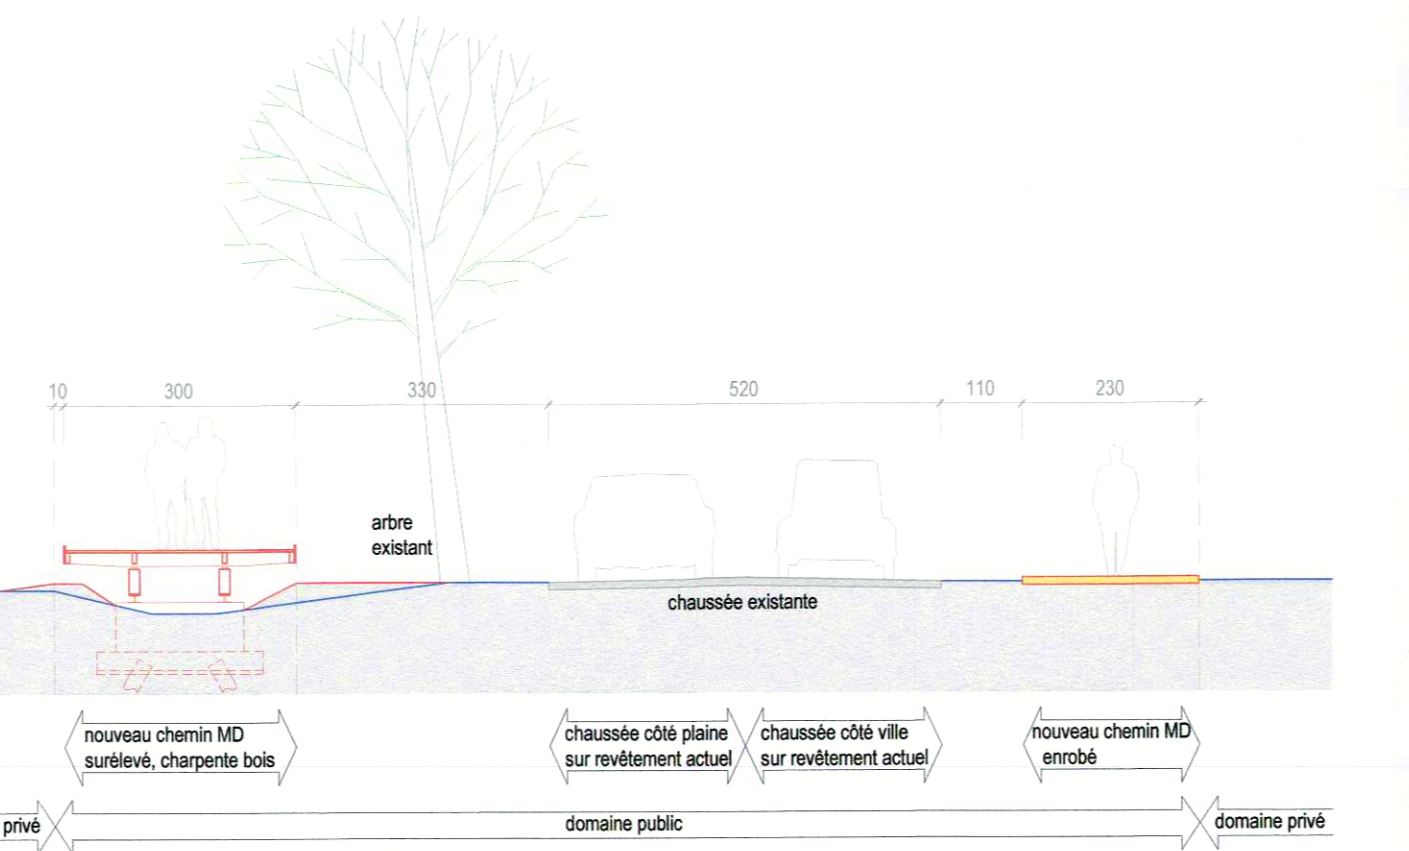 10
300
330
520
110
230
arbre
existant
chaussée existante
nouveau chemin MD
surélevé, charpente bois
chaussée côté plaine
sur revêtement actuel
chaussée côté ville
sur revêtement actuel
nouveau chemin MD
enrobé
privé
domaine public
domaine privé